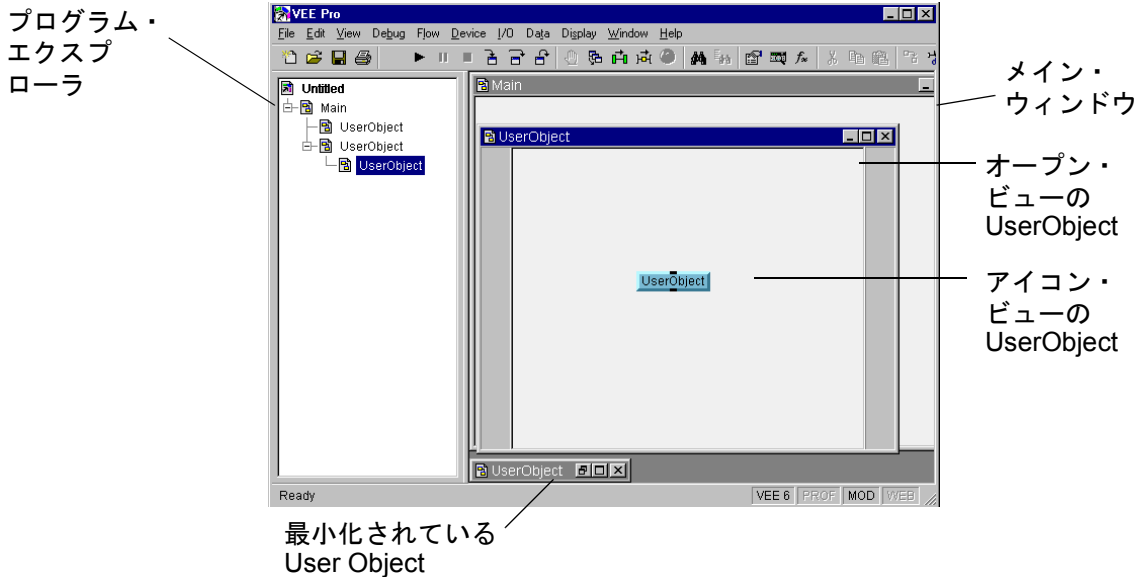 プログラム・
エクスプ
ローラ
VEE Pro
File Edit View Debug Flow Device I/O Data Display Window Help
Untitled
Main
UserObject
UserObject
UserObject
Main
UserObject
UserObject
UserObject
Ready
VEE 6 PROF MOD WEB
メイン・
ウィンドウ
オープン・
ビューの
UserObject
アイコン・
ビューの
UserObject
最小化されている
User Object